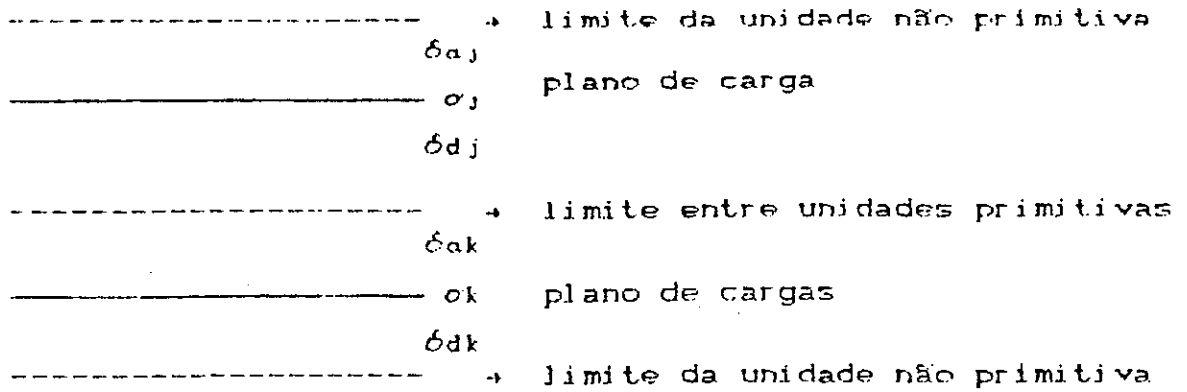 → limite da unidade não primitiva
δaj
plano de carga
σj
δdj
→ limite entre unidades primitivas
δak
σk plano de cargas
δdk
→ limite da unidade não primitiva